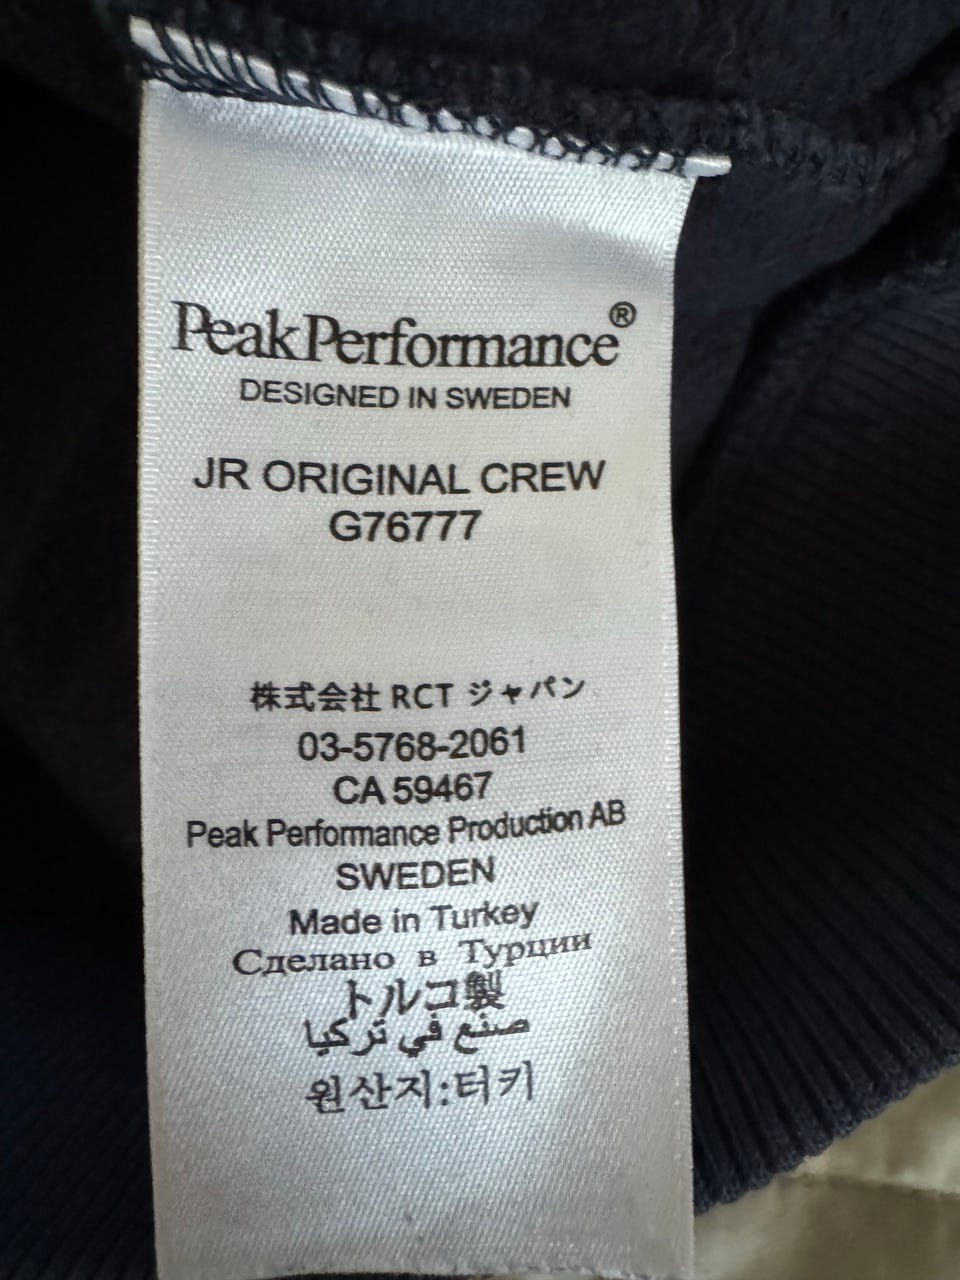 PeakPerformance®
DESIGNED IN SWEDEN
JR ORIGINAL CREW
G76777
株式会社 RCT ジャパン
03-5768-2061
CA 59467
Peak Performance Production AB
SWEDEN
Made in Turkey
Сделано в Турции
トルコ製
صنع في تركيا
원산지:터키